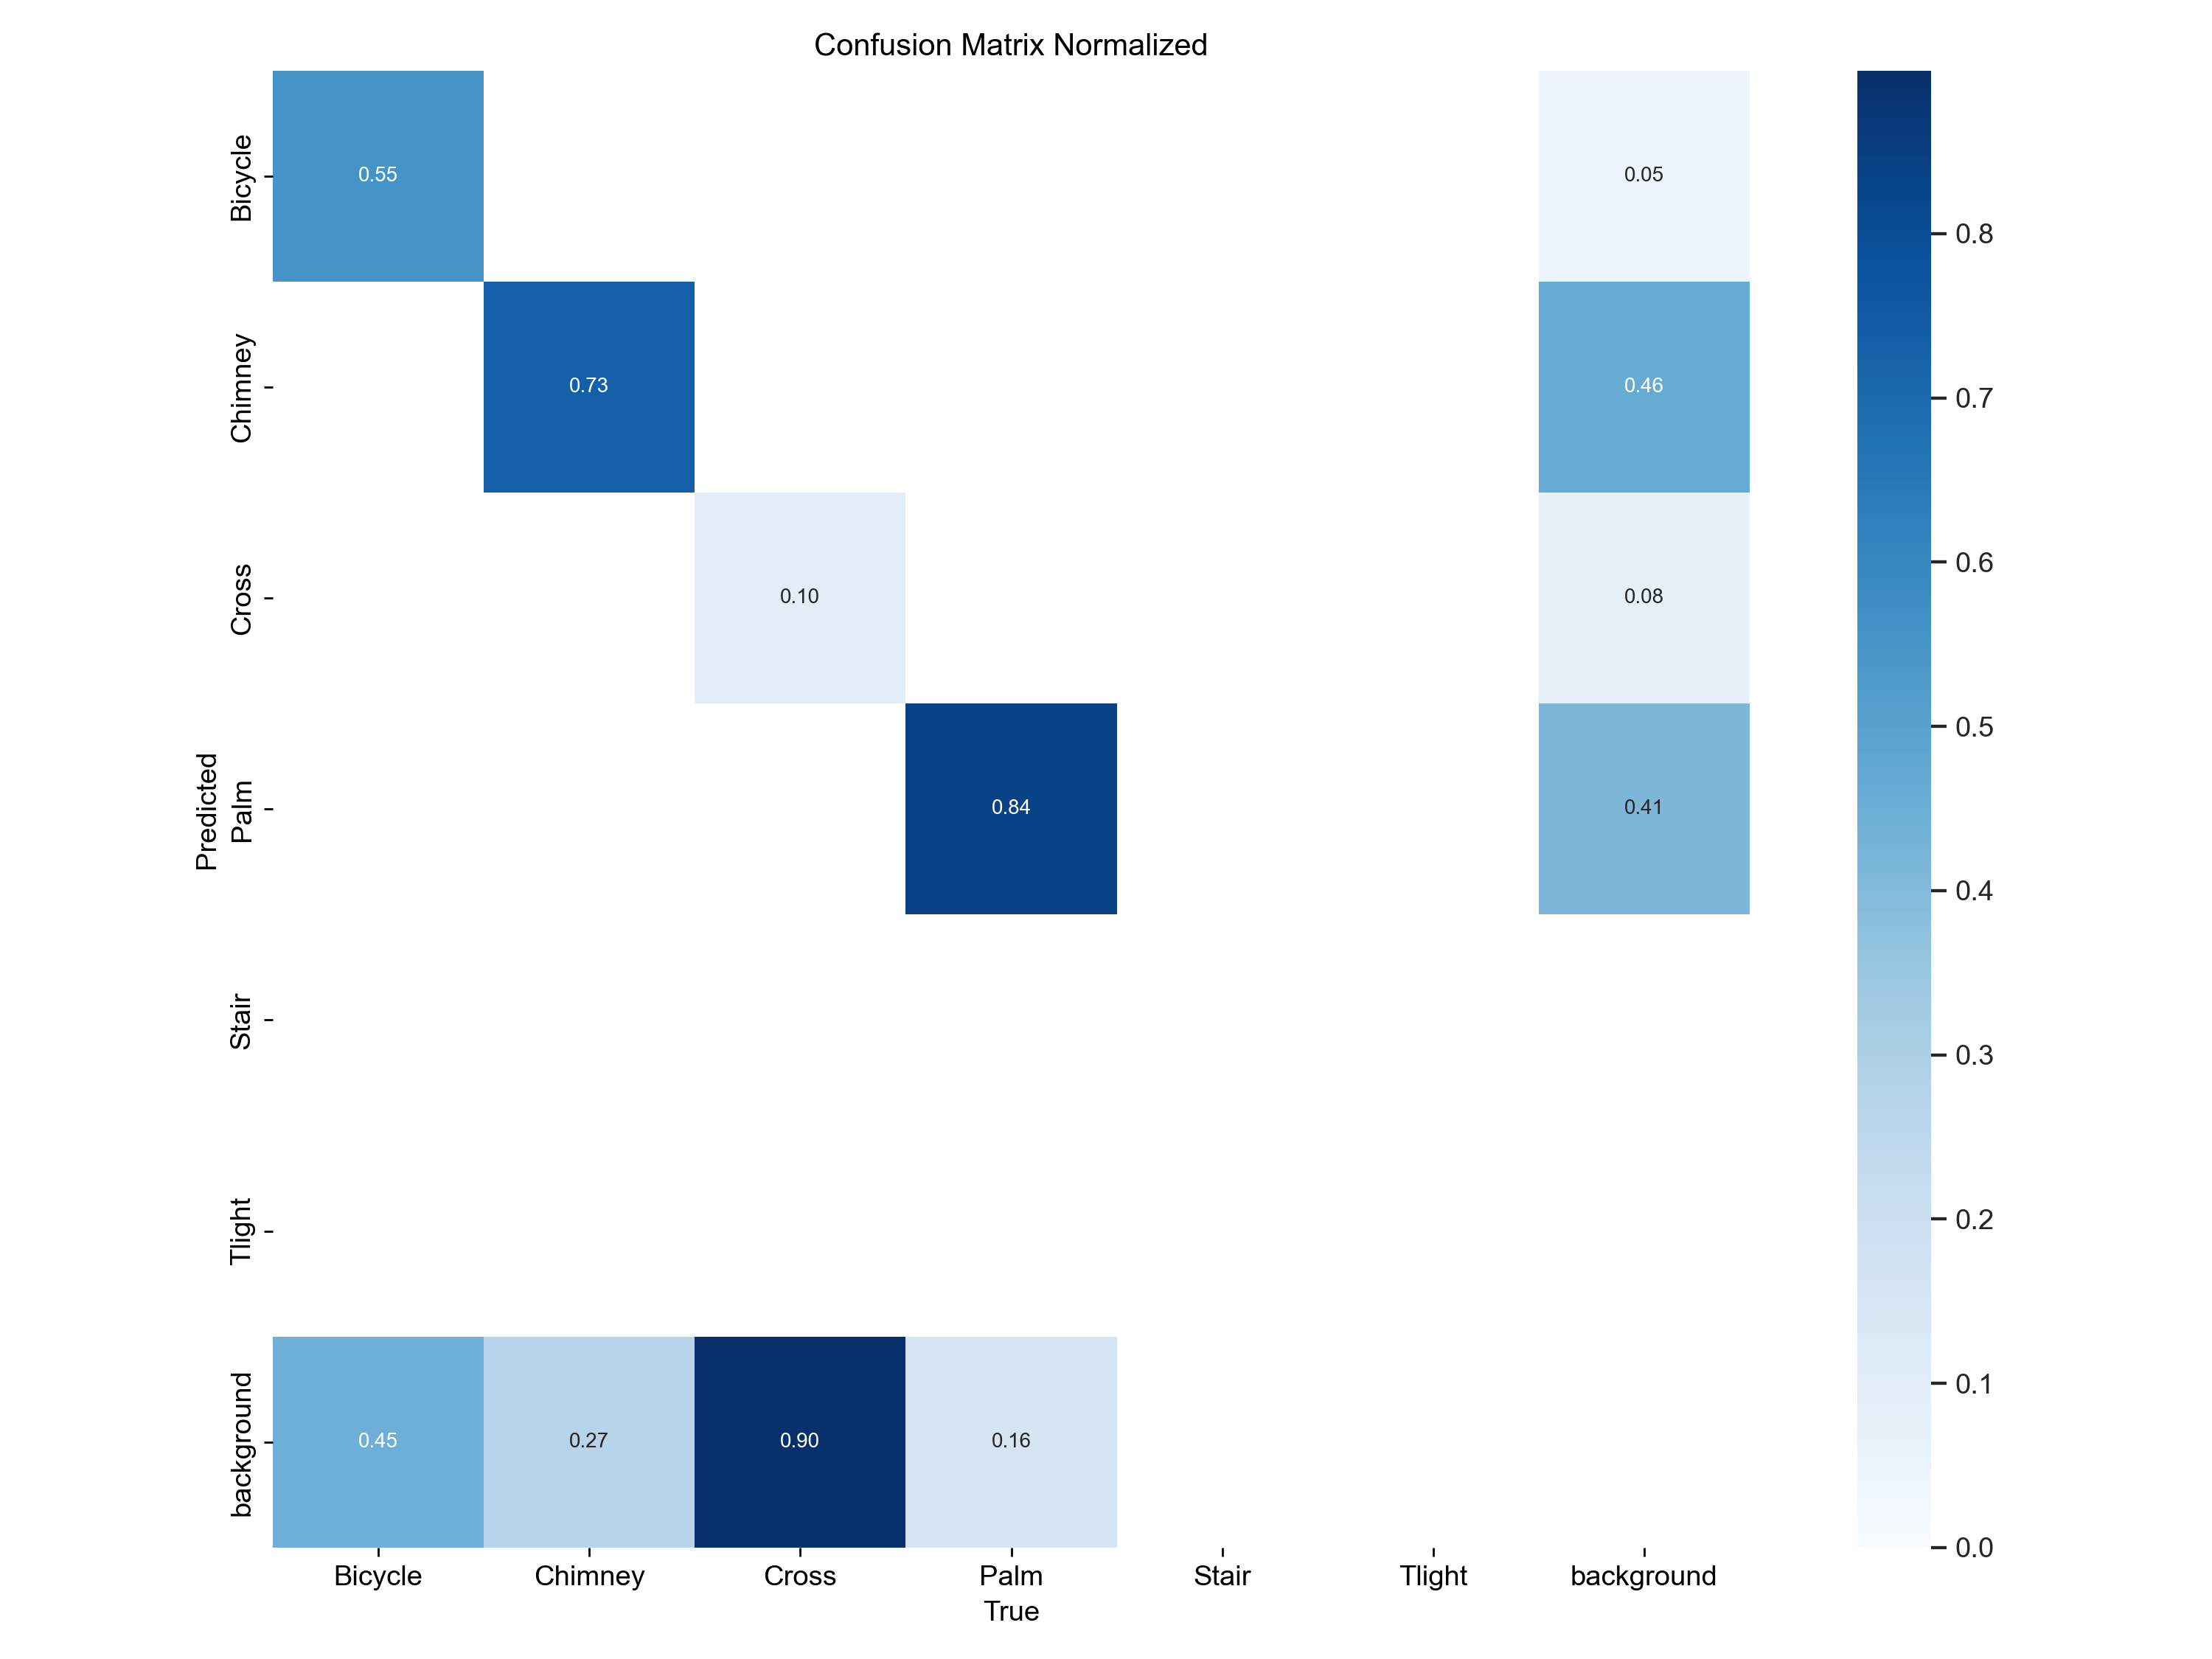 Confusion Matrix Normalized
Bicycle
0.55
0.05
Chimney
0.73
0.46
Cross
0.10
0.08
Palm
0.84
0.41
Stair
Tlight
background
0.45
0.27
0.90
0.16
Predicted
Bicycle
Chimney
Cross
Palm
Stair
Tlight
background
True
0.8
0.7
0.6
0.5
0.4
0.3
0.2
0.1
0.0